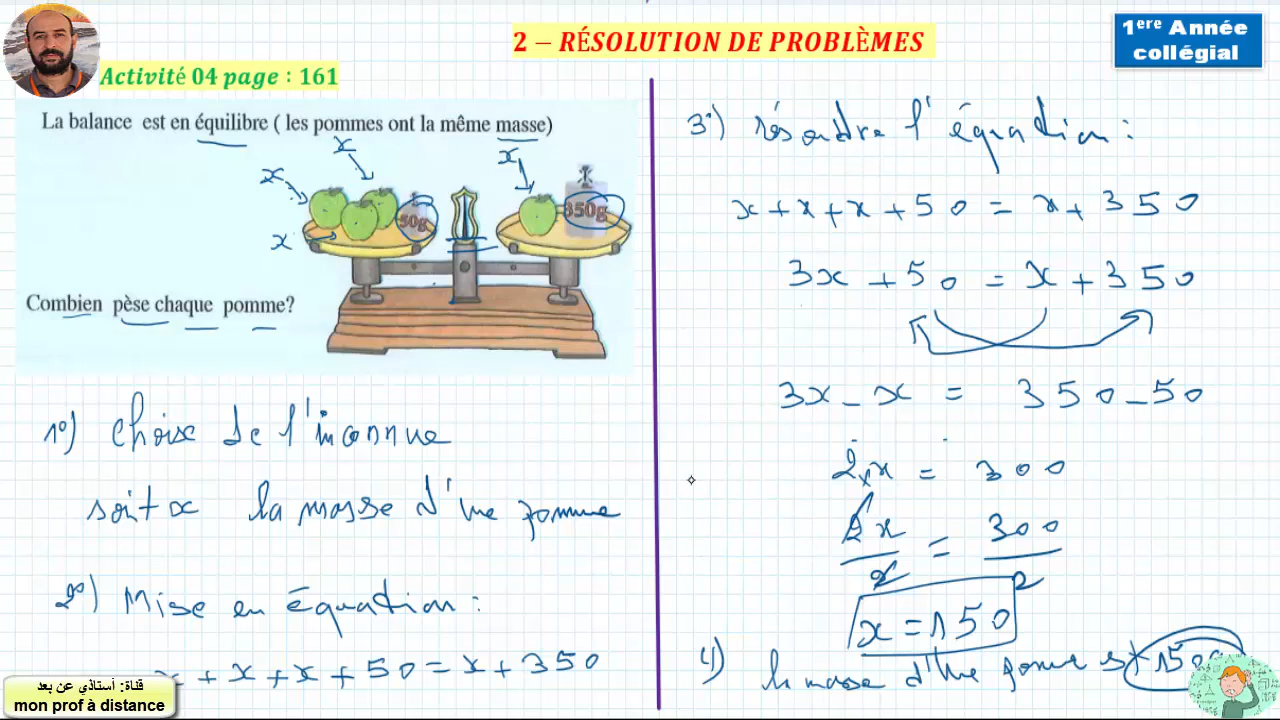 2 – RÉSOLUTION DE PROBLÈMES
1ere Année
collégial
Activité 04 page : 161
La balance est en équilibre ( les pommes ont la même masse)
x
x
x
x
50g
350g
Combien pèse chaque pomme?
1°) choix de l'inconnue
soit x la masse d'une pomme
2°) Mise en équation :
x + x + x + 50 = x + 350
3°) résoudre l'équation :
x + x + x + 50 = x + 350
3x + 50 = x + 350
3x - x = 350 - 50
2×x = 300
2x/2 = 300/2
x = 150
4) la masse d'une pomme est 150g
قناة: أستاذي عن بعد
mon prof à distance